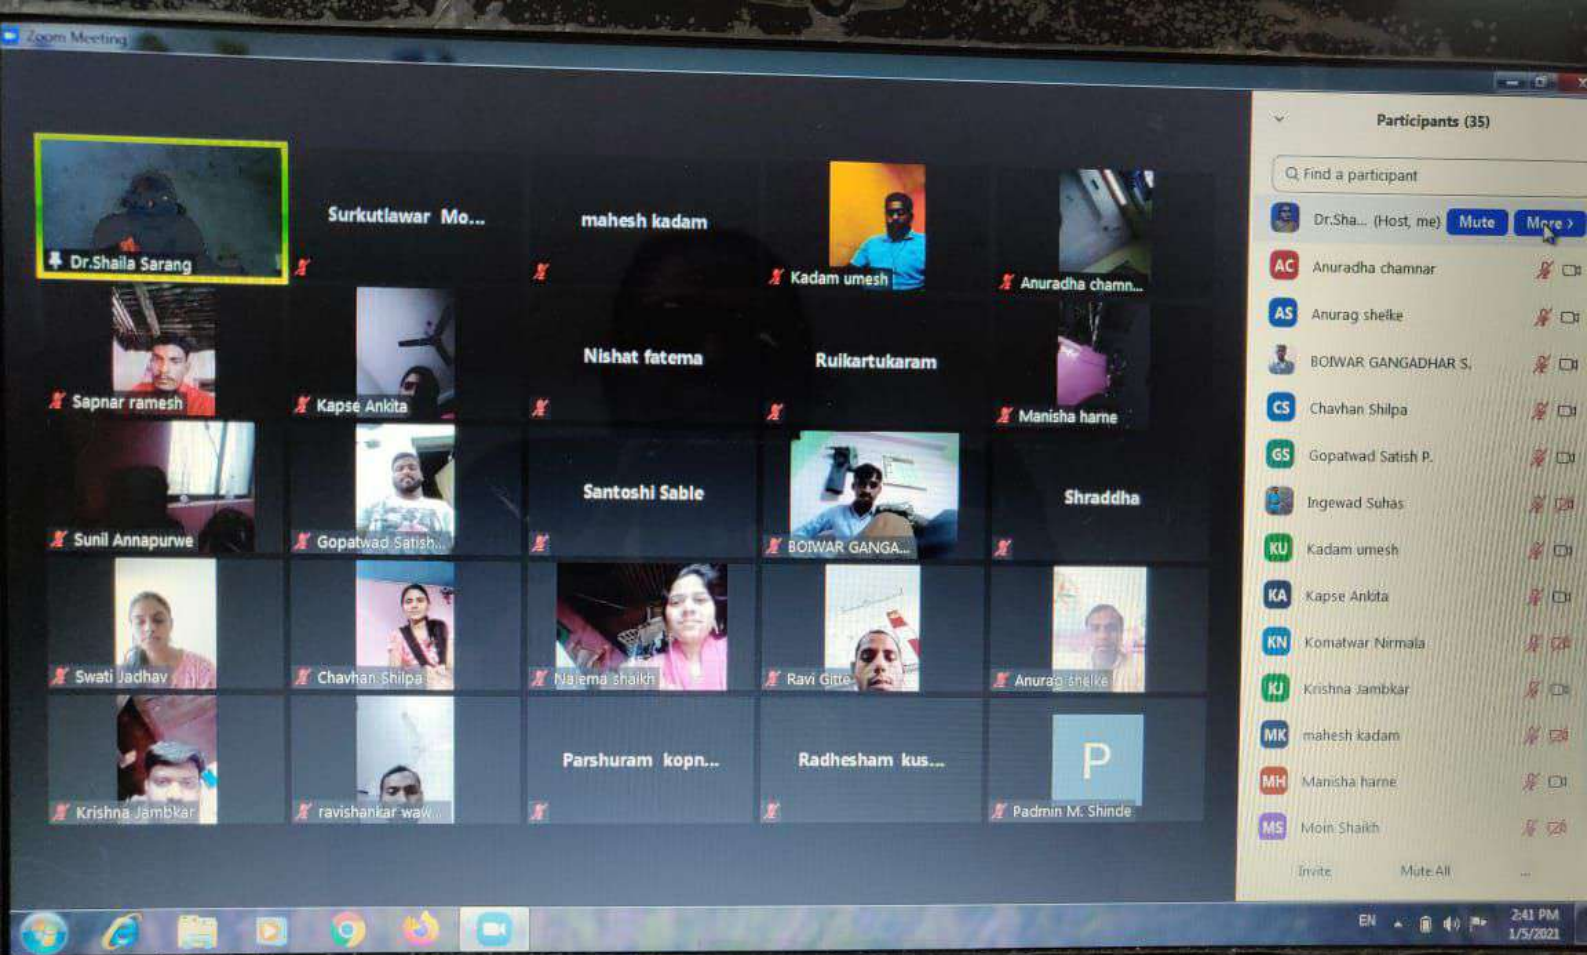 Zoom Meeting
Dr.Shaila Sarang
Surkutlawar Mo...
mahesh kadam
Kadam umesh
Anuradha chamn...
Sapnar ramesh
Kapse Ankita
Nishat fatema
Ruikartukaram
Manisha harne
Sunil Annapurwe
Gopatwad Satish...
Santoshi Sable
BOIWAR GANGA...
Shraddha
Swati Jadhav
Chavhan Shilpa
Najema shaikh
Ravi Gitte
Anurag shelke
Krishna Jambkar
ravishankar waw...
Parshuram kopn...
Radhesham kus...
P
Padmin M. Shinde
Participants (35)
Find a participant
Dr.Sha... (Host, me) Mute More >
AC Anuradha chamnar
AS Anurag shelke
BOIWAR GANGADHAR S.
CS Chavhan Shilpa
GS Gopatwad Satish P.
Ingewad Suhas
KU Kadam umesh
KA Kapse Ankita
KN Komatwar Nirmala
KJ Krishna Jambkar
MK mahesh kadam
MH Manisha harne
MS Moin Shaikh
Invite Mute All ...
EN 2:41 PM
1/5/2021